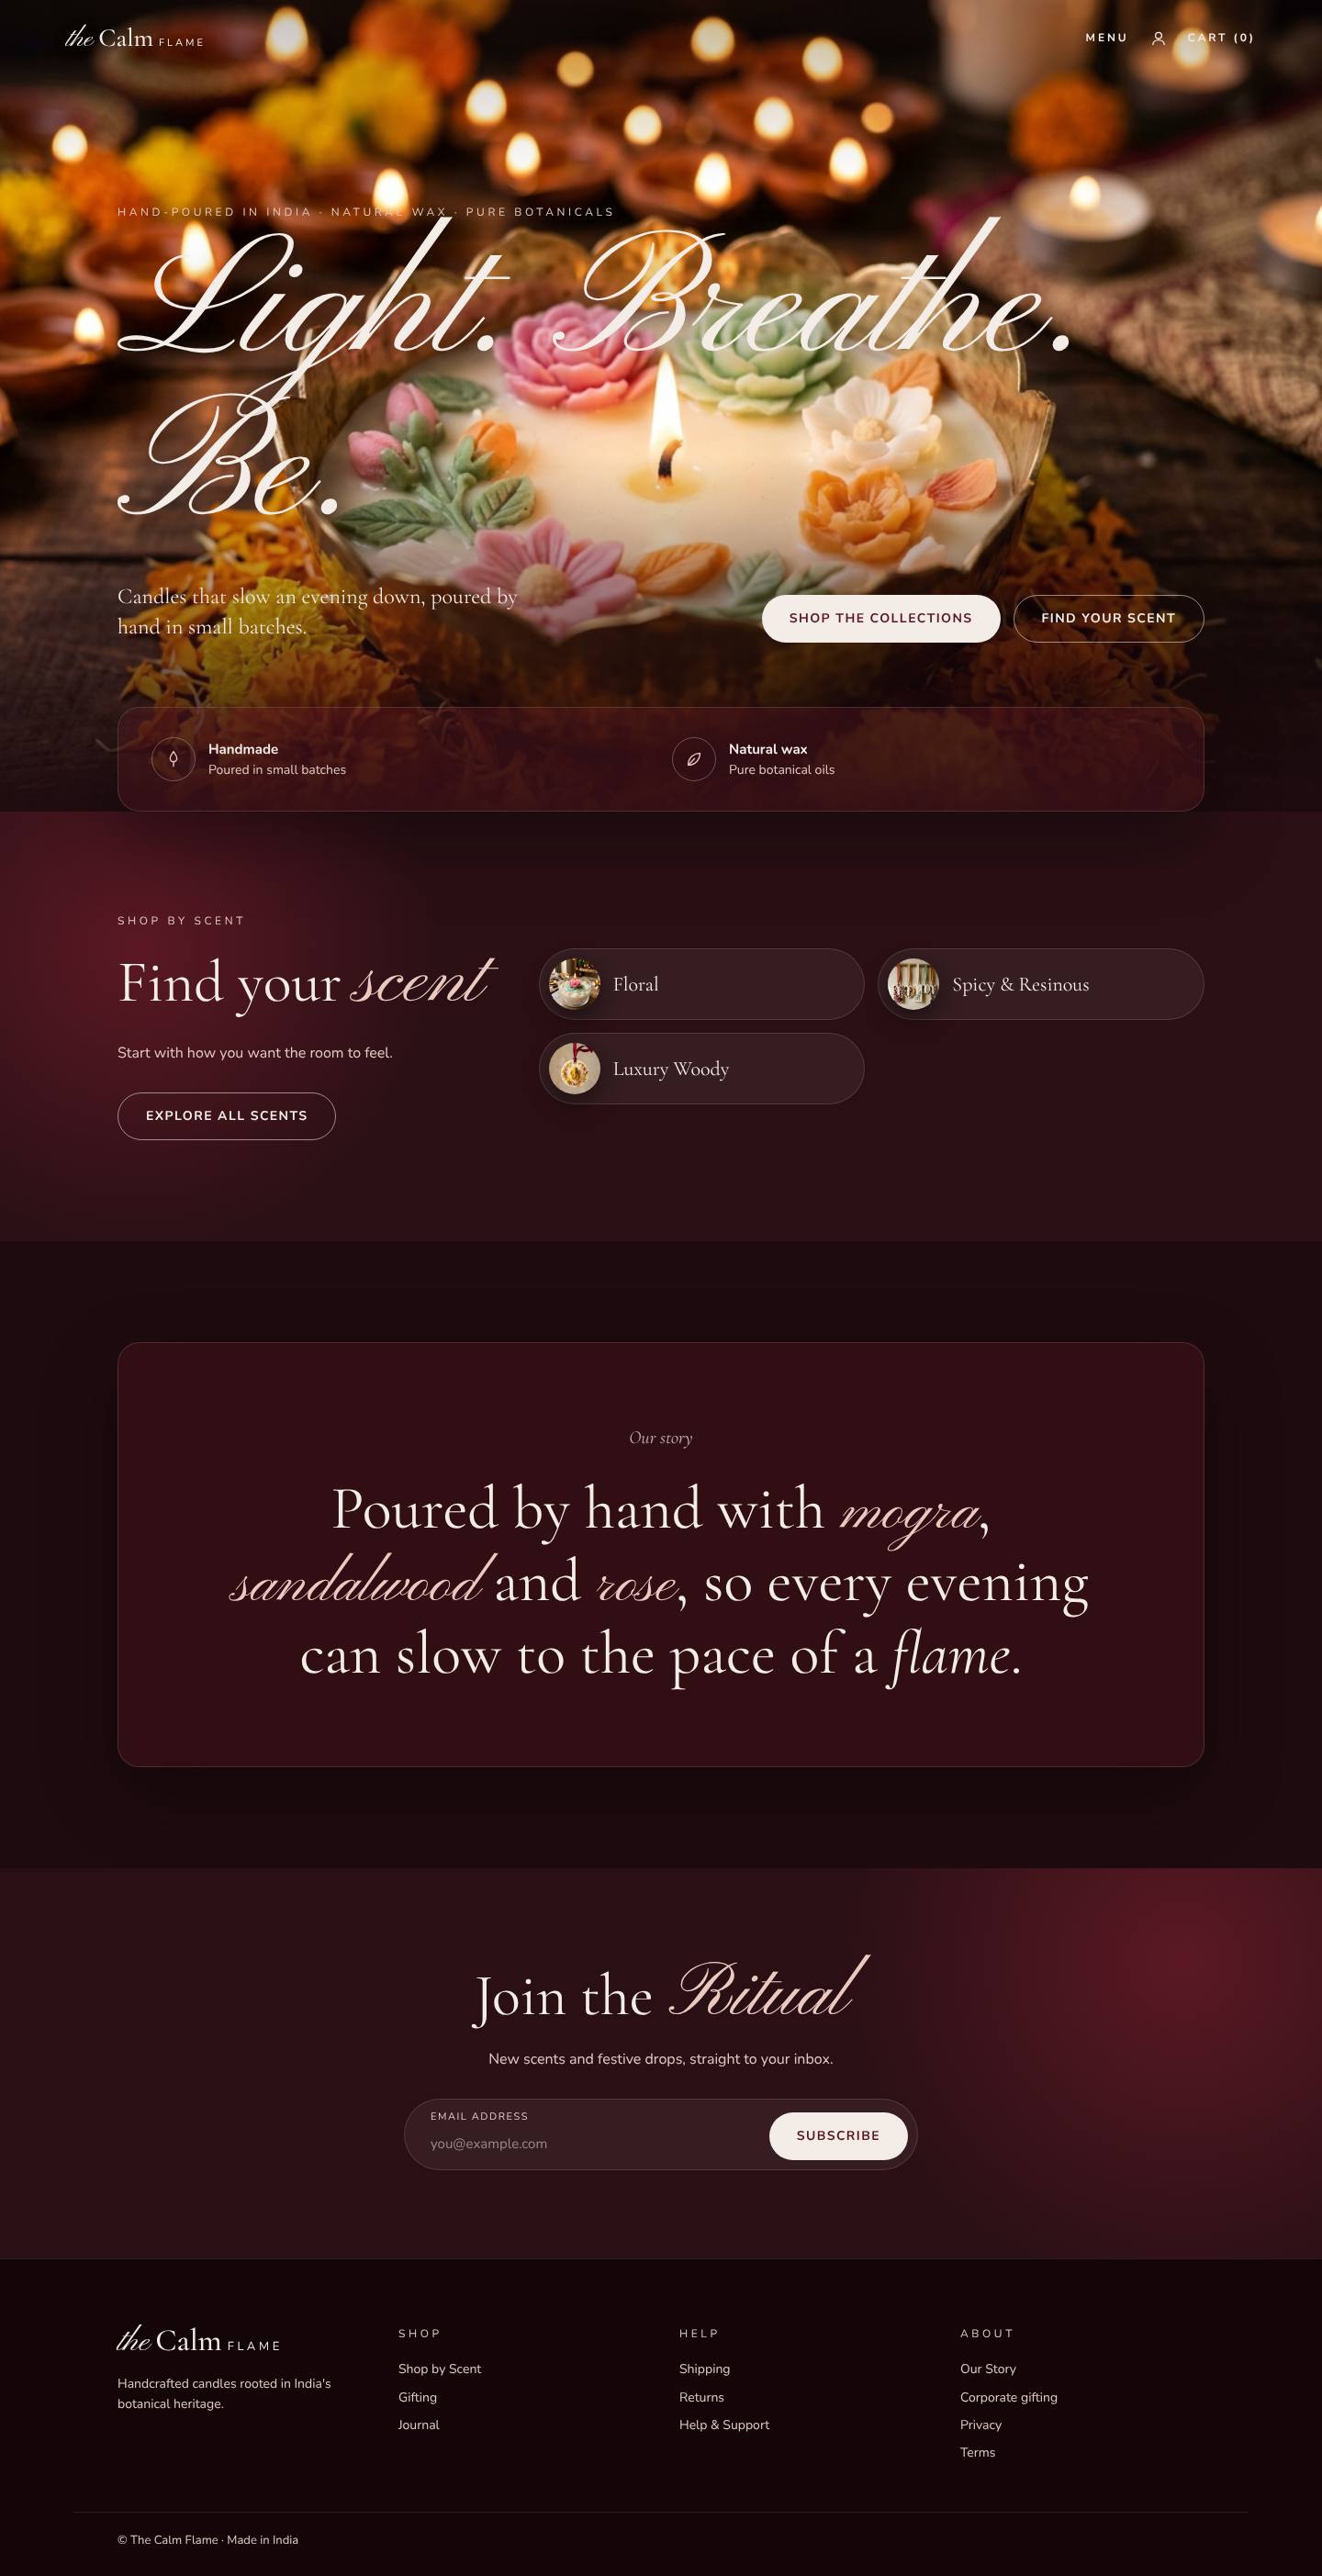 the Calm FLAME
MENU CART (0)
HAND-POURED IN INDIA · NATURAL WAX · PURE BOTANICALS
Light. Breathe.
Be.
Candles that slow an evening down, poured by
hand in small batches.
SHOP THE COLLECTIONS
FIND YOUR SCENT
Handmade
Poured in small batches
Natural wax
Pure botanical oils
SHOP BY SCENT
Find your scent
Start with how you want the room to feel.
EXPLORE ALL SCENTS
Floral
Spicy & Resinous
Luxury Woody
Our story
Poured by hand with mogra,
sandalwood and rose, so every evening
can slow to the pace of a flame.
Join the Ritual
New scents and festive drops, straight to your inbox.
EMAIL ADDRESS
you@example.com
SUBSCRIBE
the Calm FLAME
Handcrafted candles rooted in India's
botanical heritage.
SHOP
Shop by Scent
Gifting
Journal
HELP
Shipping
Returns
Help & Support
ABOUT
Our Story
Corporate gifting
Privacy
Terms
© The Calm Flame · Made in India